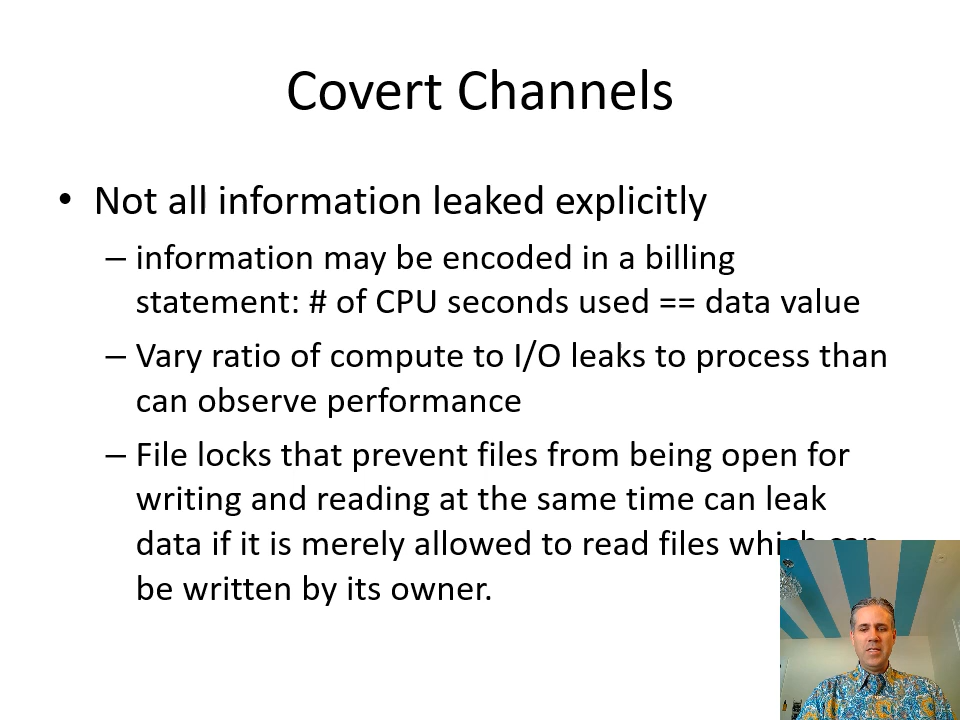 Covert Channels
• Not all information leaked explicitly
– information may be encoded in a billing
statement: # of CPU seconds used == data value
– Vary ratio of compute to I/O leaks to process than
can observe performance
– File locks that prevent files from being open for
writing and reading at the same time can leak
data if it is merely allowed to read files which can
be written by its owner.